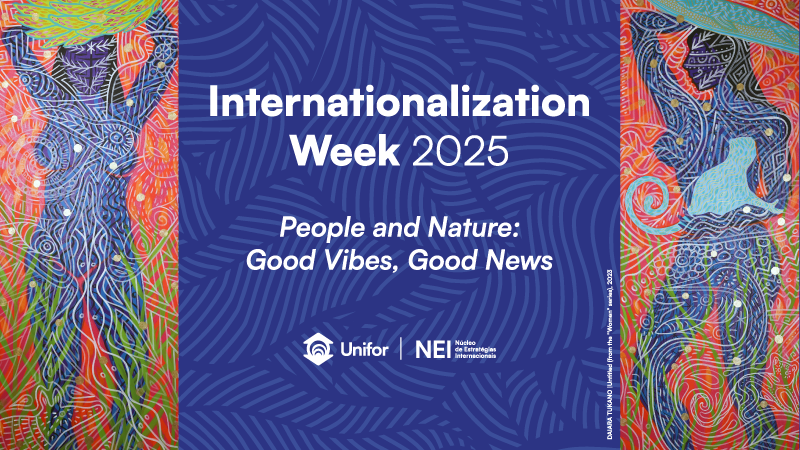 Internationalization
Week 2025
People and Nature:
Good Vibes, Good News
Unifor
NEI
Núcleo
de Estratégias
Internacionais
DAIARA TUKANO | Untitled (from the "Women" series), 2023